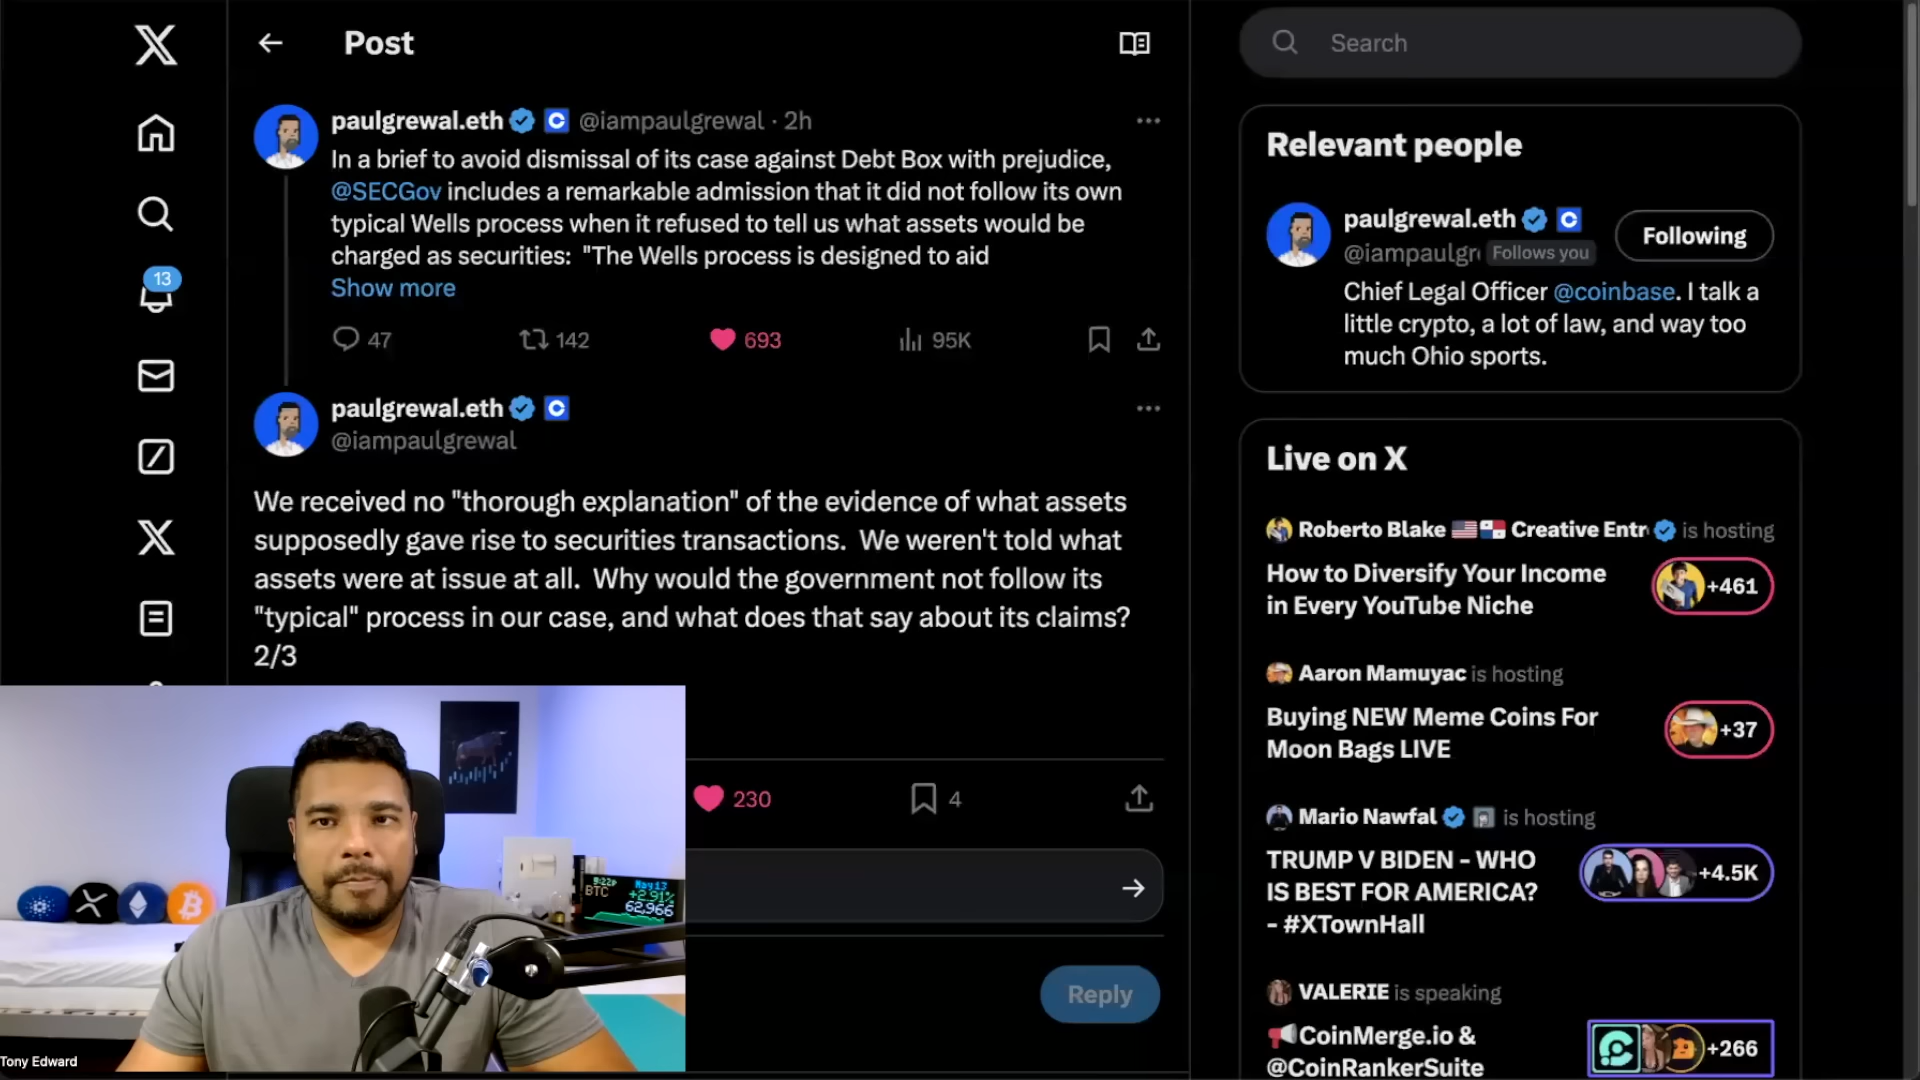 Post
Search
paulgrewal.eth @iampaulgrewal · 2h
In a brief to avoid dismissal of its case against Debt Box with prejudice,
@SECGov includes a remarkable admission that it did not follow its own
typical Wells process when it refused to tell us what assets would be
charged as securities: "The Wells process is designed to aid
Show more
47 142 693 95K
paulgrewal.eth
@iampaulgrewal
We received no "thorough explanation" of the evidence of what assets
supposedly gave rise to securities transactions. We weren't told what
assets were at issue at all. Why would the government not follow its
"typical" process in our case, and what does that say about its claims?
2/3
230 4
Reply
13
Relevant people
paulgrewal.eth
@iampaulgr Follows you
Following
Chief Legal Officer @coinbase. I talk a
little crypto, a lot of law, and way too
much Ohio sports.
Live on X
Roberto Blake Creative Entr is hosting
How to Diversify Your Income
in Every YouTube Niche
+461
Aaron Mamuyac is hosting
Buying NEW Meme Coins For
Moon Bags LIVE
+37
Mario Nawfal is hosting
TRUMP V BIDEN - WHO
IS BEST FOR AMERICA?
- #XTownHall
+4.5K
VALERIE is speaking
CoinMerge.io &
@CoinRankerSuite
+266
9:22P May13
BTC +2.91%
62,966
Tony Edward